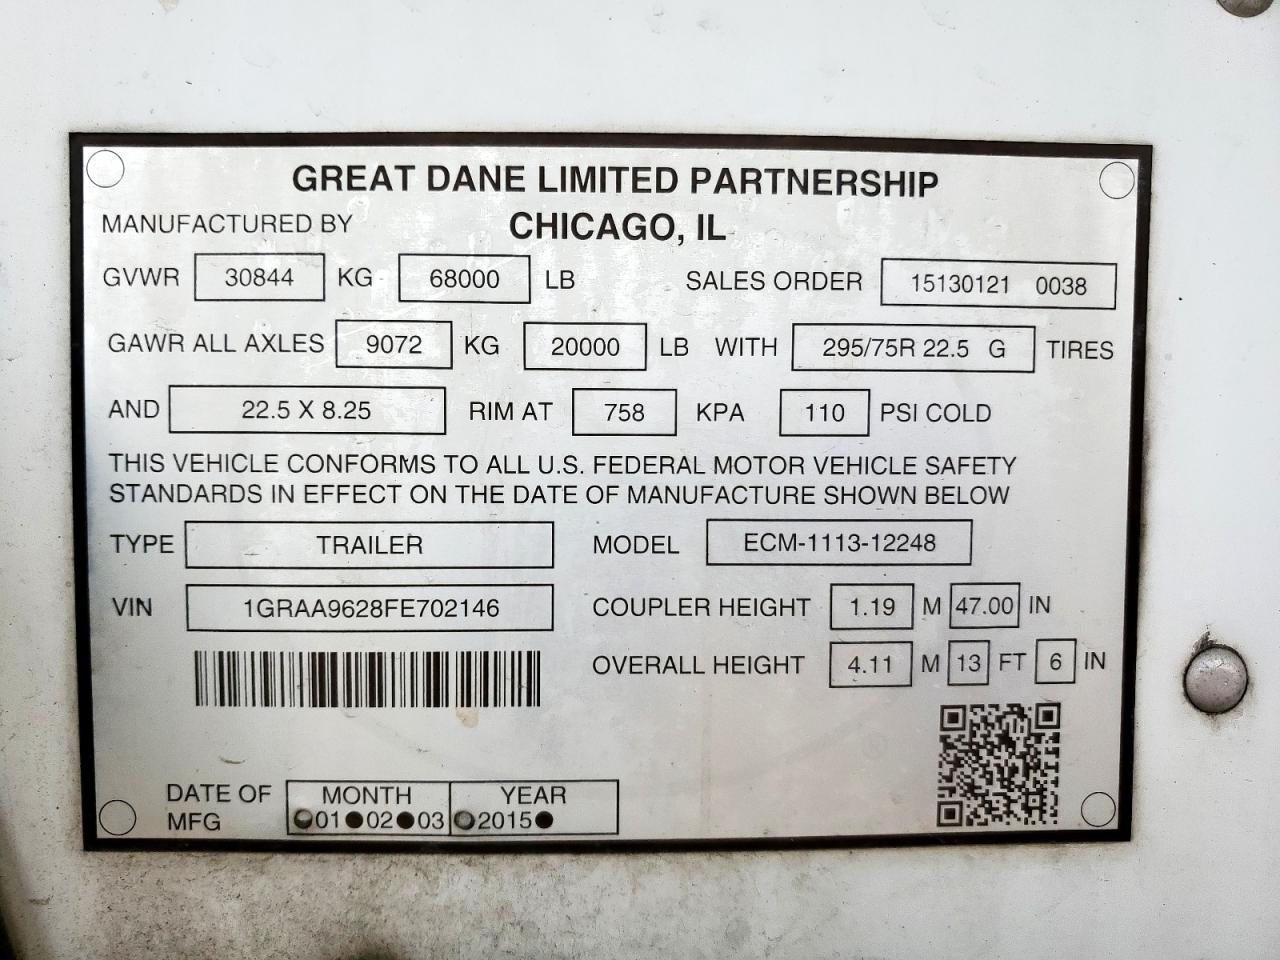 GREAT DANE LIMITED PARTNERSHIP
MANUFACTURED BY CHICAGO, IL
GVWR 30844 KG 68000 LB SALES ORDER 15130121 0038
GAWR ALL AXLES 9072 KG 20000 LB WITH 295/75R 22.5 G TIRES
AND 22.5 X 8.25 RIM AT 758 KPA 110 PSI COLD
THIS VEHICLE CONFORMS TO ALL U.S. FEDERAL MOTOR VEHICLE SAFETY
STANDARDS IN EFFECT ON THE DATE OF MANUFACTURE SHOWN BELOW
TYPE TRAILER MODEL ECM-1113-12248
VIN 1GRAA9628FE702146 COUPLER HEIGHT 1.19 M 47.00 IN
OVERALL HEIGHT 4.11 M 13 FT 6 IN
DATE OF MONTH YEAR
MFG 01 02 03 2015